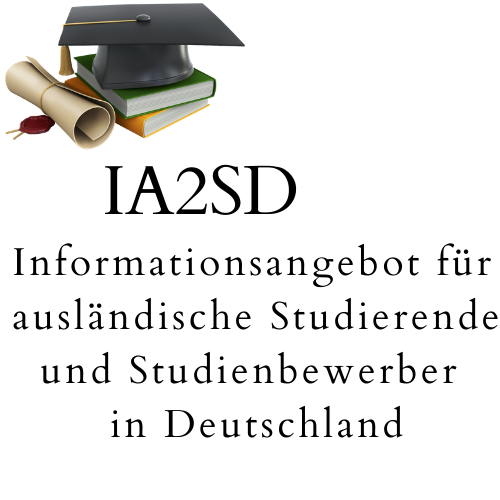 IA2SD
Informationsangebot für
ausländische Studierende
und Studienbewerber
in Deutschland